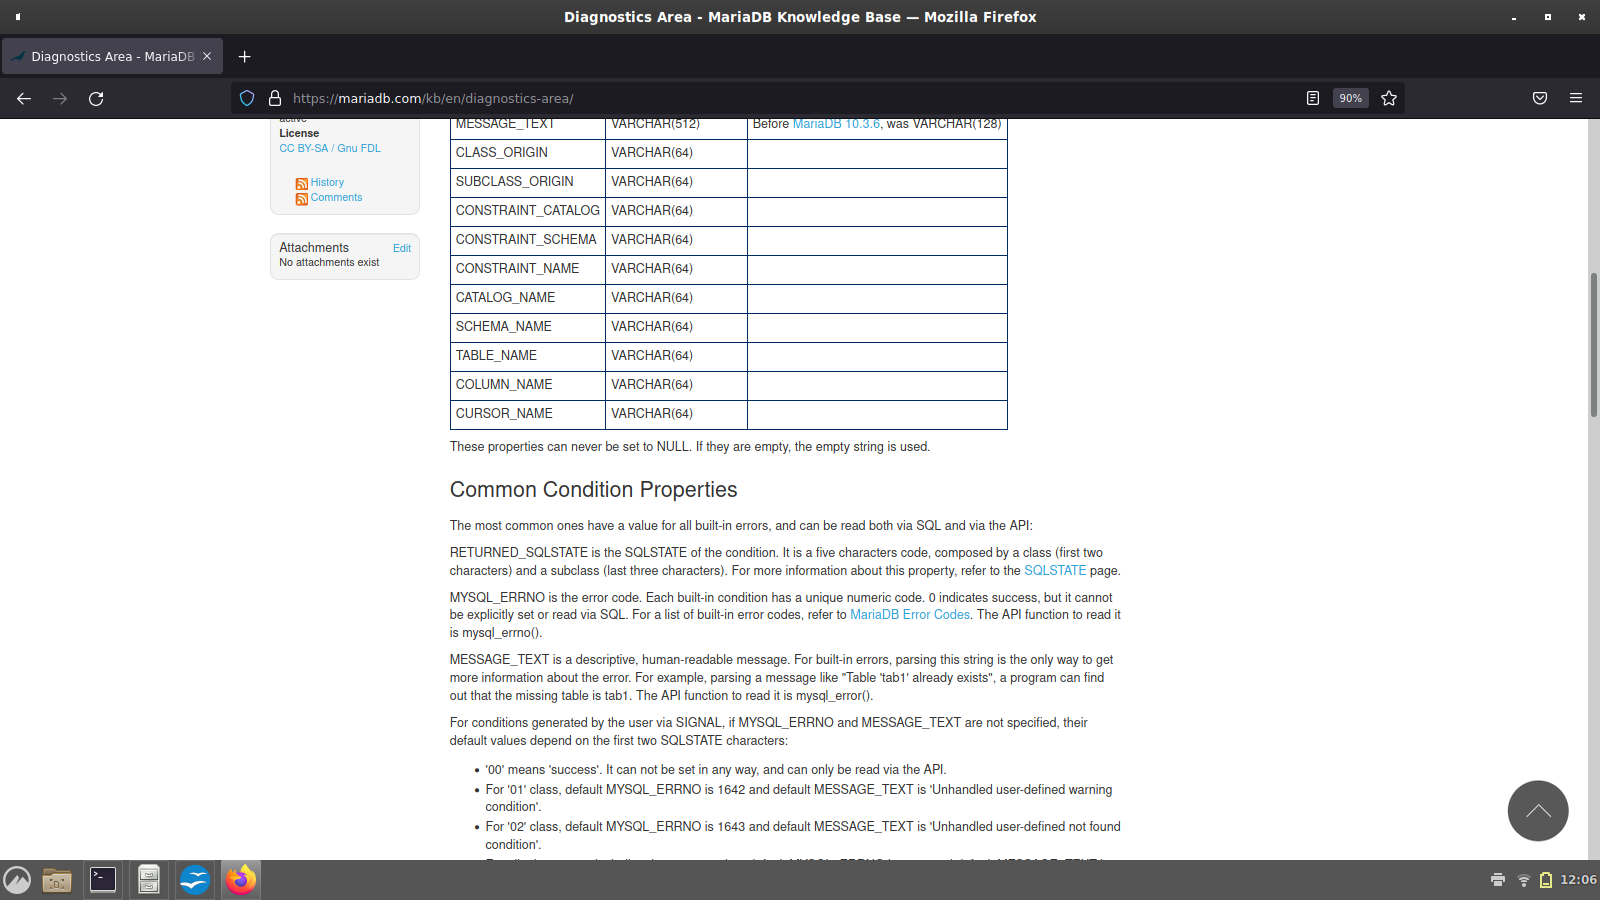 Diagnostics Area - MariaDB Knowledge Base — Mozilla Firefox
Diagnostics Area - MariaDB
https://mariadb.com/kb/en/diagnostics-area/
90%
active
License
CC BY-SA / Gnu FDL
History
Comments
Attachments Edit
No attachments exist
MESSAGE_TEXT VARCHAR(512) Before MariaDB 10.3.6, was VARCHAR(128)
CLASS_ORIGIN VARCHAR(64)
SUBCLASS_ORIGIN VARCHAR(64)
CONSTRAINT_CATALOG VARCHAR(64)
CONSTRAINT_SCHEMA VARCHAR(64)
CONSTRAINT_NAME VARCHAR(64)
CATALOG_NAME VARCHAR(64)
SCHEMA_NAME VARCHAR(64)
TABLE_NAME VARCHAR(64)
COLUMN_NAME VARCHAR(64)
CURSOR_NAME VARCHAR(64)
These properties can never be set to NULL. If they are empty, the empty string is used.
Common Condition Properties
The most common ones have a value for all built-in errors, and can be read both via SQL and via the API:
RETURNED_SQLSTATE is the SQLSTATE of the condition. It is a five characters code, composed by a class (first two
characters) and a subclass (last three characters). For more information about this property, refer to the SQLSTATE page.
MYSQL_ERRNO is the error code. Each built-in condition has a unique numeric code. 0 indicates success, but it cannot
be explicitly set or read via SQL. For a list of built-in error codes, refer to MariaDB Error Codes. The API function to read it
is mysql_errno().
MESSAGE_TEXT is a descriptive, human-readable message. For built-in errors, parsing this string is the only way to get
more information about the error. For example, parsing a message like "Table 'tab1' already exists", a program can find
out that the missing table is tab1. The API function to read it is mysql_error().
For conditions generated by the user via SIGNAL, if MYSQL_ERRNO and MESSAGE_TEXT are not specified, their
default values depend on the first two SQLSTATE characters:
• '00' means 'success'. It can not be set in any way, and can only be read via the API.
• For '01' class, default MYSQL_ERRNO is 1642 and default MESSAGE_TEXT is 'Unhandled user-defined warning
condition'.
• For '02' class, default MYSQL_ERRNO is 1643 and default MESSAGE_TEXT is 'Unhandled user-defined not found
condition'.
12:06